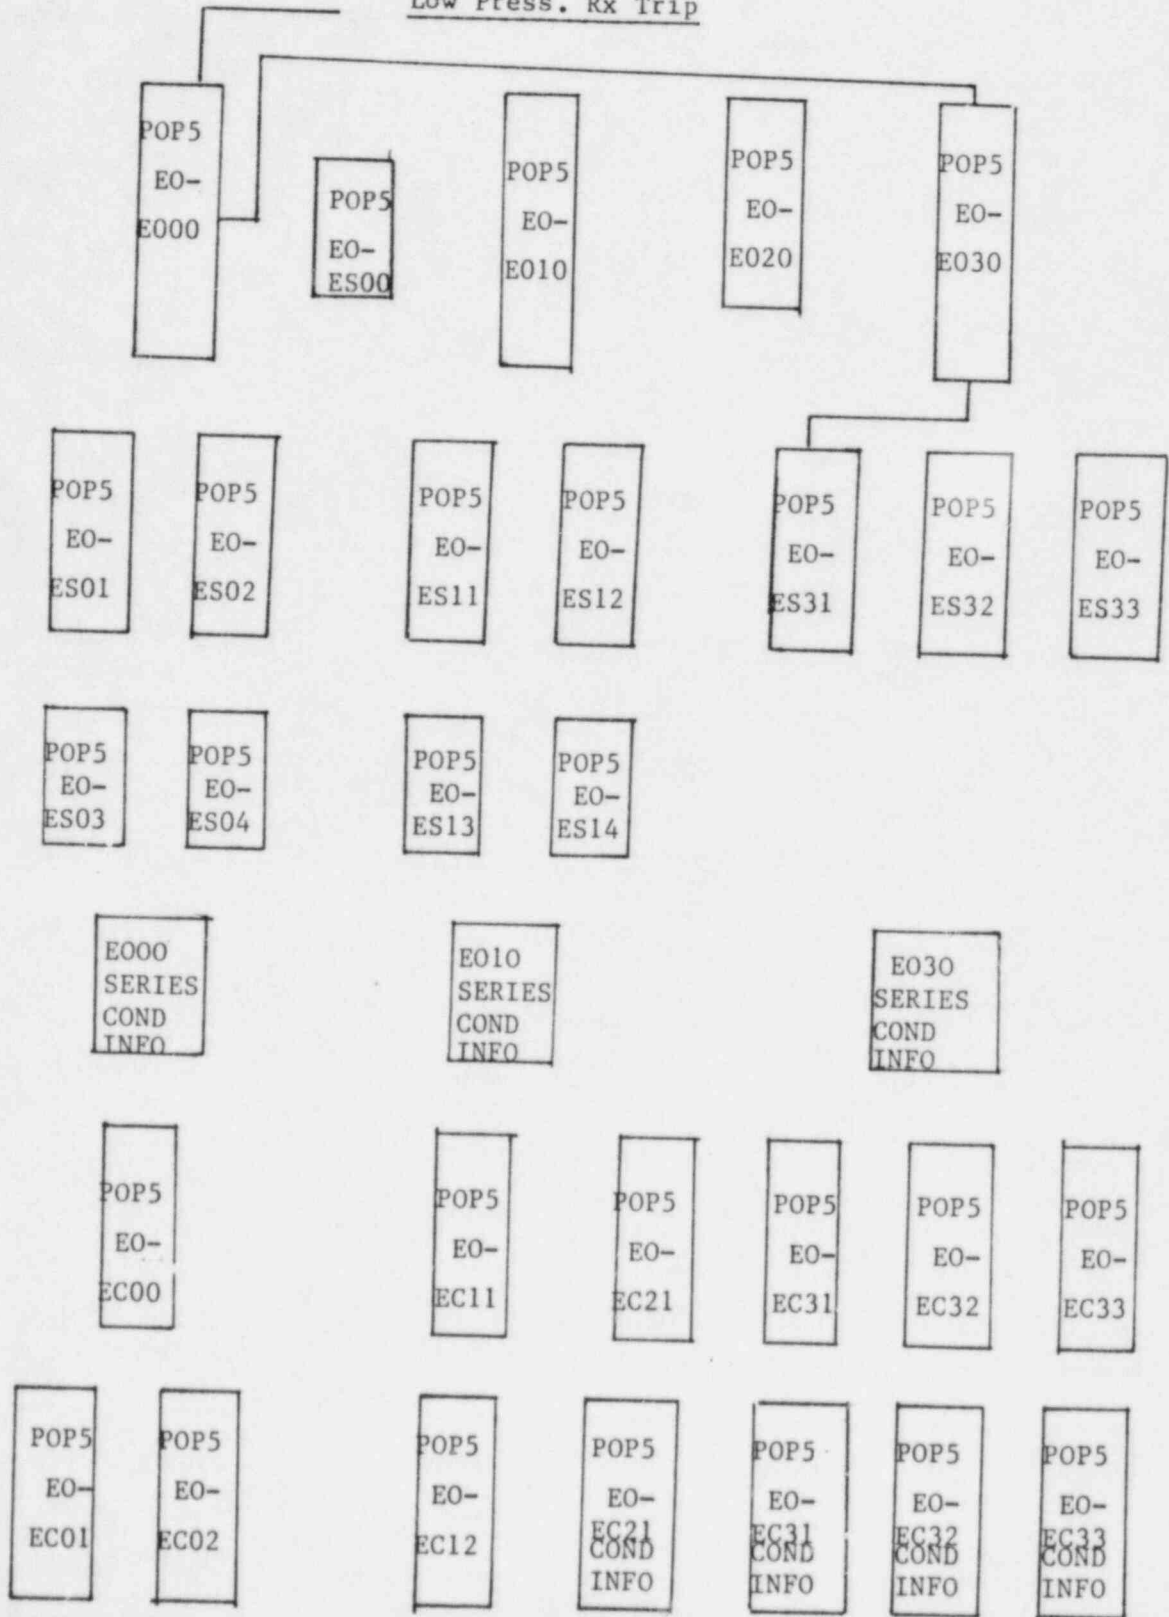 Low Press. Rx Trip
POP5
EO-
E000
POP5
EO-
ES00
POP5
EO-
E010
POP5
EO-
E020
POP5
EO-
E030
POP5
EO-
ES01
POP5
EO-
ES02
POP5
EO-
ES11
POP5
EO-
ES12
POP5
EO-
ES31
POP5
EO-
ES32
POP5
EO-
ES33
POP5
EO-
ES03
POP5
EO-
ES04
POP5
EO-
ES13
POP5
EO-
ES14
E000
SERIES
COND
INFO
E010
SERIES
COND
INFO
E030
SERIES
COND
INFO
POP5
EO-
EC00
POP5
EO-
EC11
POP5
EO-
EC21
POP5
EO-
EC31
POP5
EO-
EC32
POP5
EO-
EC33
POP5
EO-
EC01
POP5
EO-
EC02
POP5
EO-
EC12
POP5
EO-
EC21
COND
INFO
POP5
EO-
EC31
COND
INFO
POP5
EO-
EC32
COND
INFO
POP5
EO-
EC33
COND
INFO